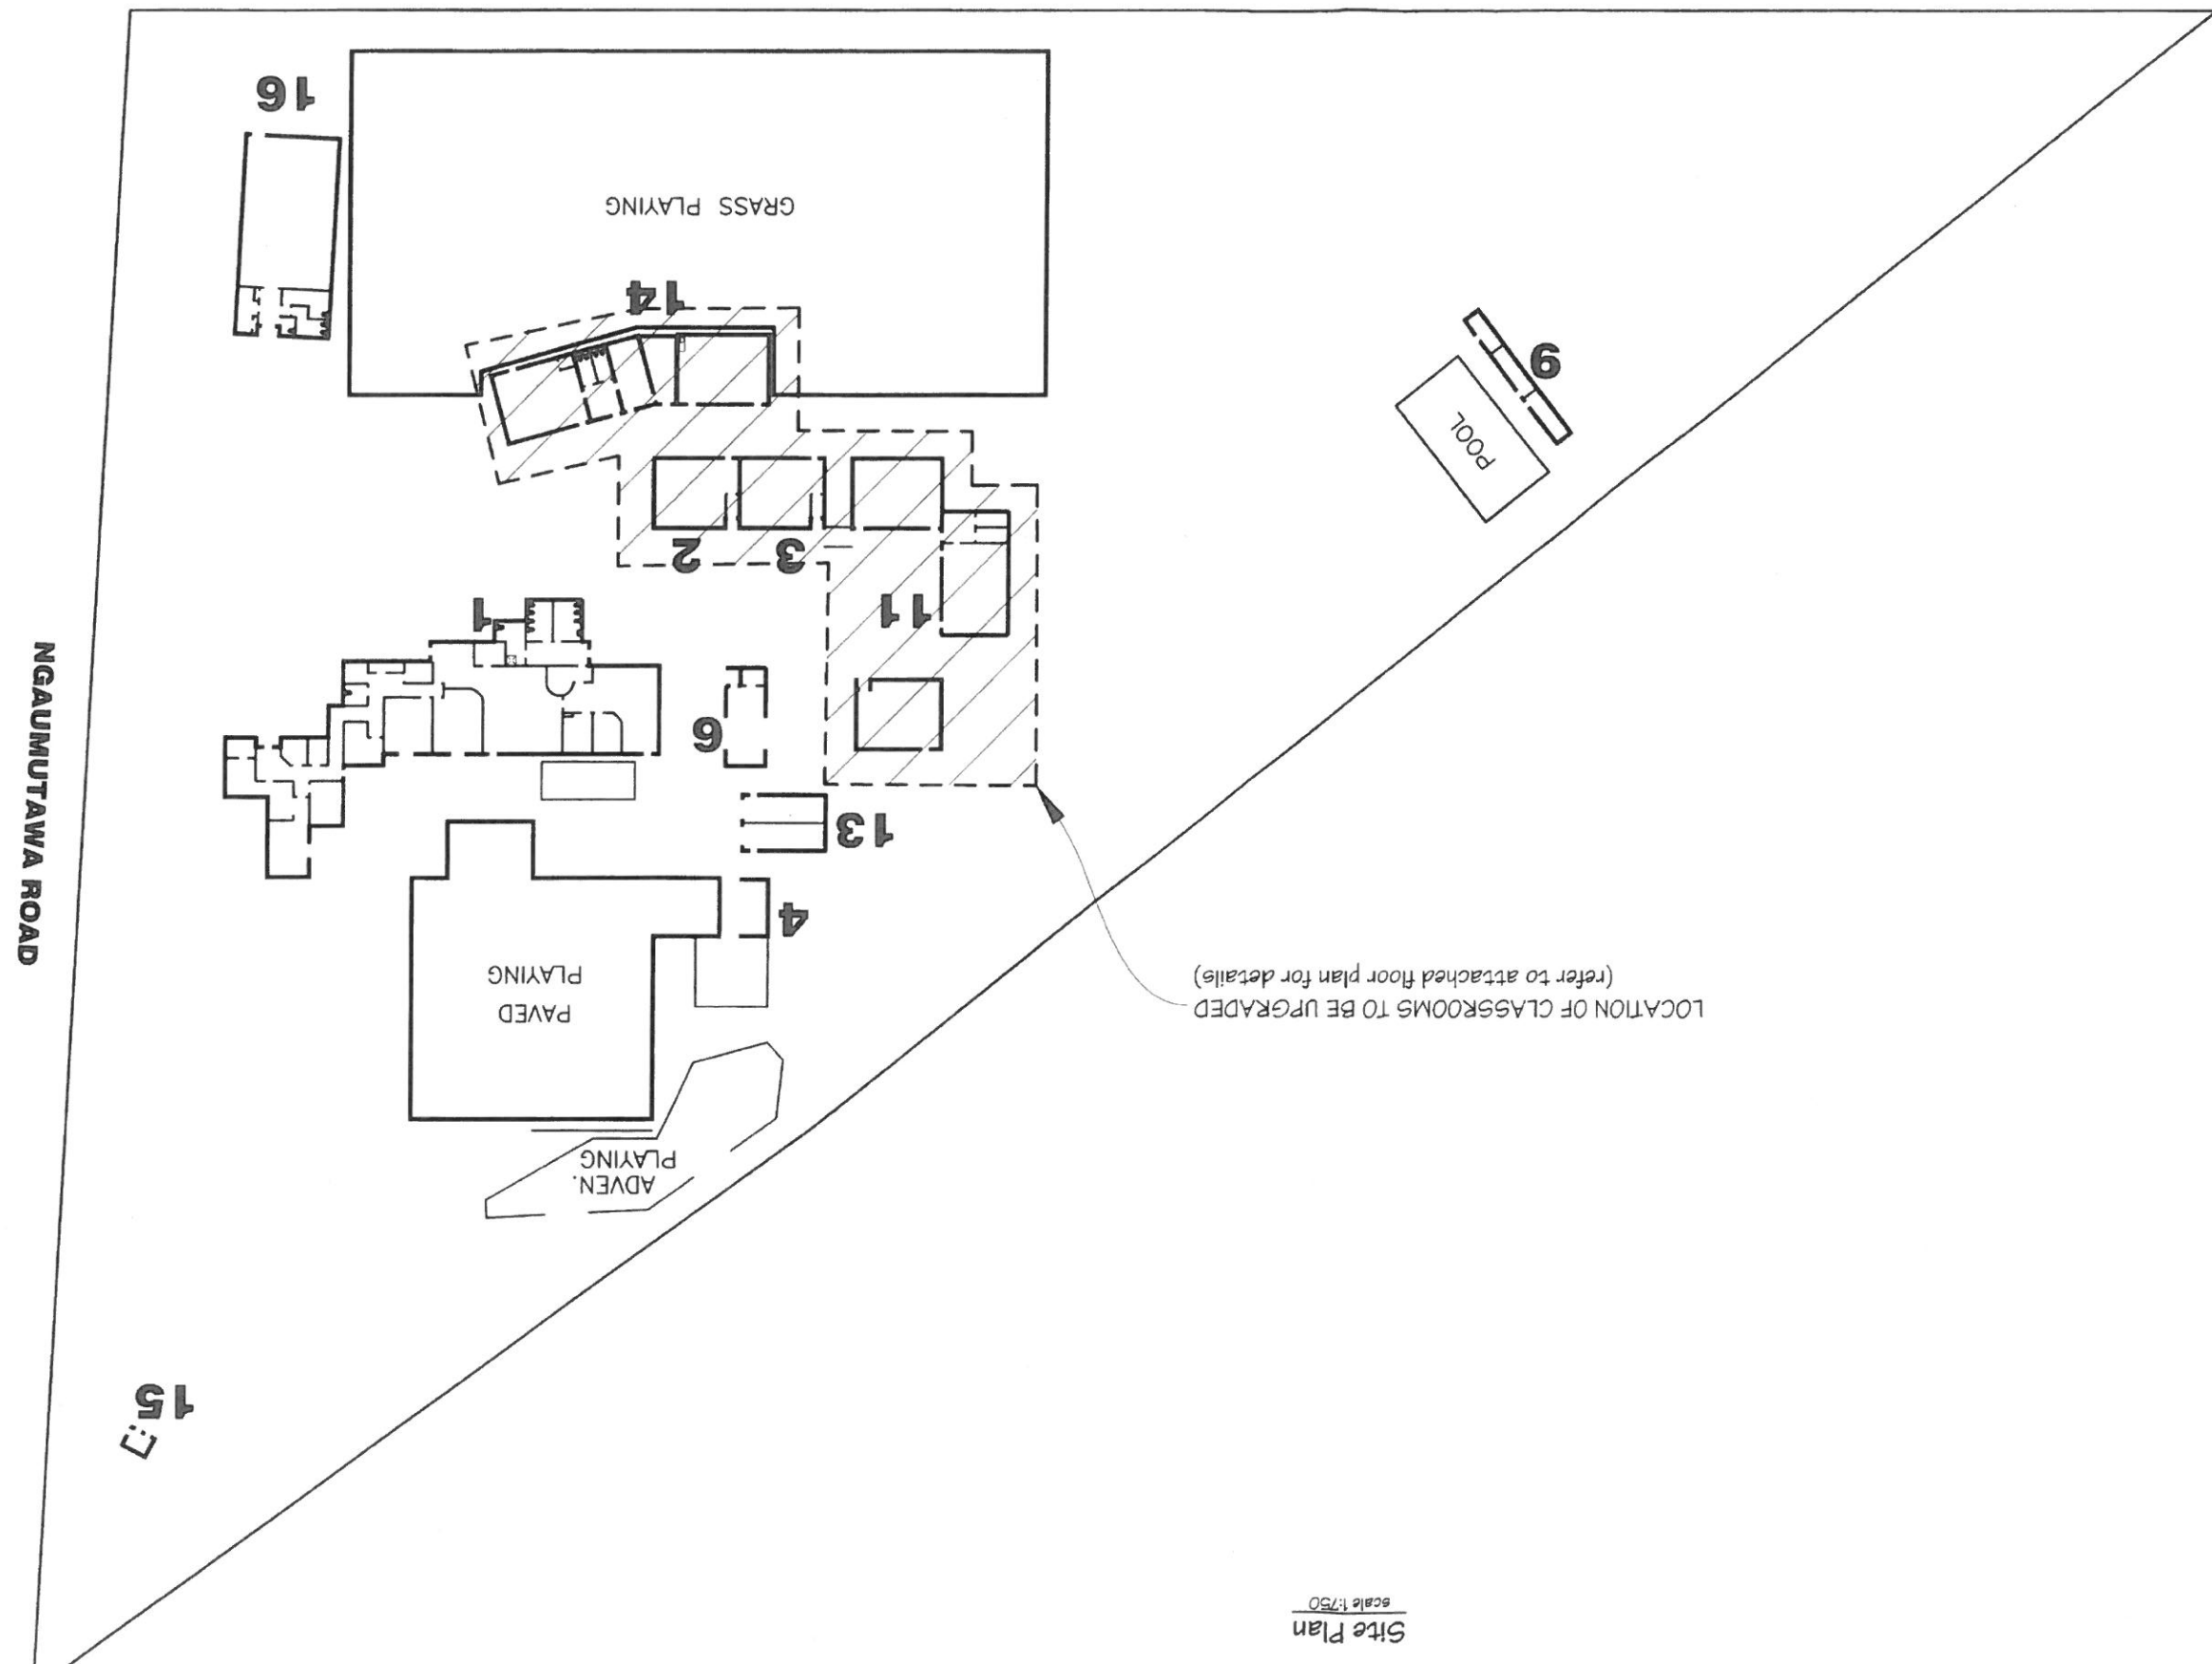 Site Plan
scale 1:750
15
ADVEN.
PLAYING
LOCATION OF CLASSROOMS TO BE UPGRADED
(refer to attached floor plan for details)
PAVED
PLAYING
4
13
NGAUMUTAWA ROAD
6
11
1
3
2
POOL
9
14
GRASS PLAYING
16